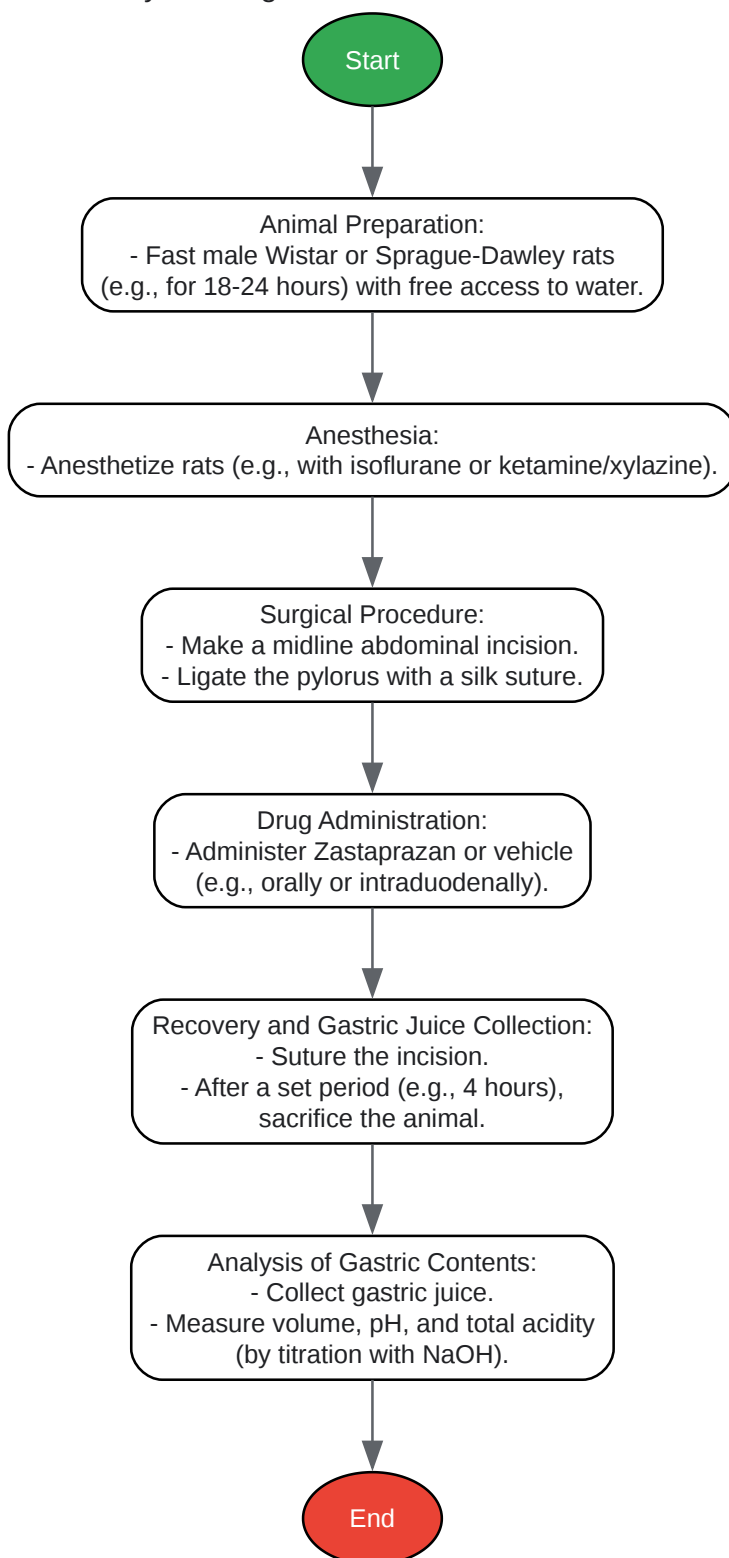 Start
Animal Preparation:
- Fast male Wistar or Sprague-Dawley rats
(e.g., for 18-24 hours) with free access to water.
Anesthesia:
- Anesthetize rats (e.g., with isoflurane or ketamine/xylazine).
Surgical Procedure:
- Make a midline abdominal incision.
- Ligate the pylorus with a silk suture.
Drug Administration:
- Administer Zastaprazan or vehicle
(e.g., orally or intraduodenally).
Recovery and Gastric Juice Collection:
- Suture the incision.
- After a set period (e.g., 4 hours),
sacrifice the animal.
Analysis of Gastric Contents:
- Collect gastric juice.
- Measure volume, pH, and total acidity
(by titration with NaOH).
End